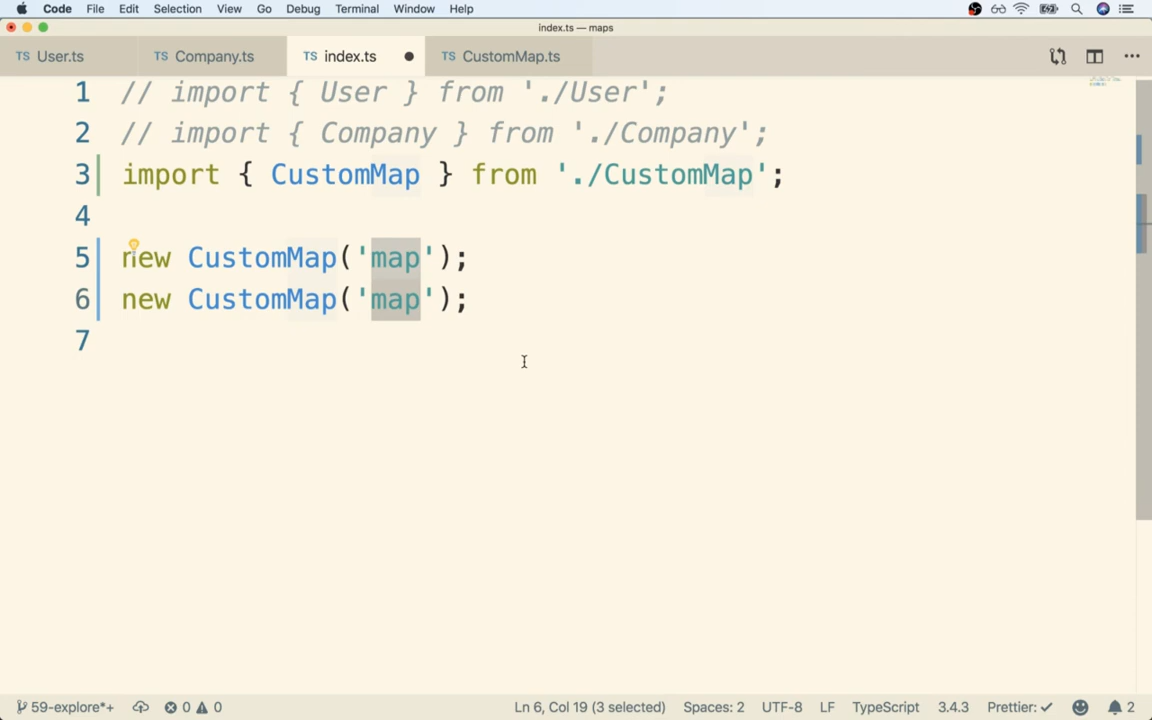 Code File Edit Selection View Go Debug Terminal Window Help
index.ts — maps
TS User.ts TS Company.ts TS index.ts TS CustomMap.ts
1 // import { User } from './User';
2 // import { Company } from './Company';
3 import { CustomMap } from './CustomMap';
4
5 new CustomMap('map');
6 new CustomMap('map');
7
59-explore*+ 0 0 Ln 6, Col 19 (3 selected) Spaces: 2 UTF-8 LF TypeScript 3.4.3 Prettier: 2